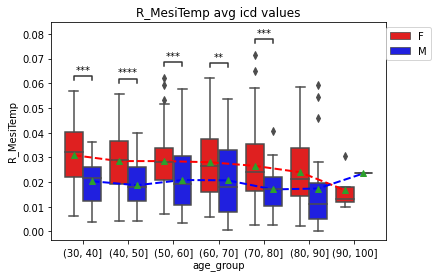 R_MesiTemp avg icd values
F
M
R_MesiTemp
0.08
0.07
0.06
0.05
0.04
0.03
0.02
0.01
0.00
***
****
***
**
***
(30, 40] (40, 50] (50, 60] (60, 70] (70, 80] (80, 90] (90, 100]
age_group